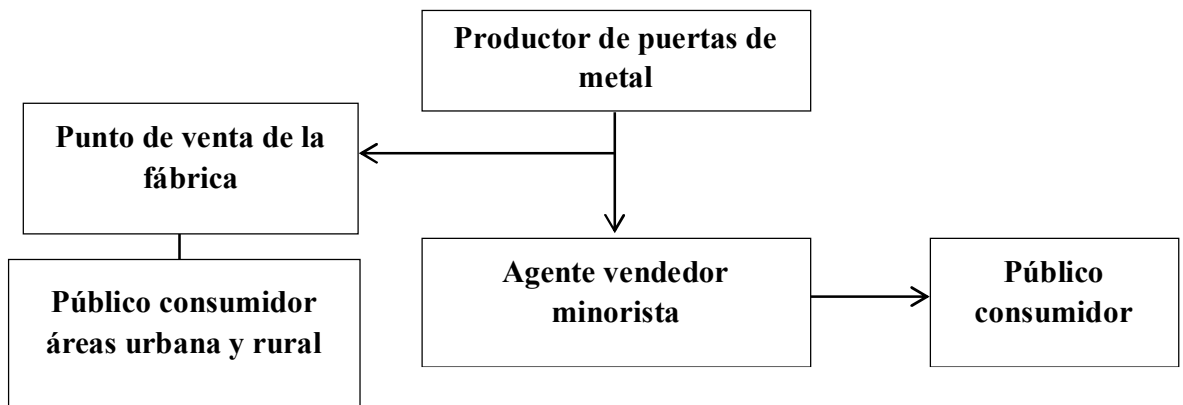 Productor de puertas de
metal
Punto de venta de la
fábrica
Agente vendedor
minorista
Público
consumidor
Público consumidor
áreas urbana y rural